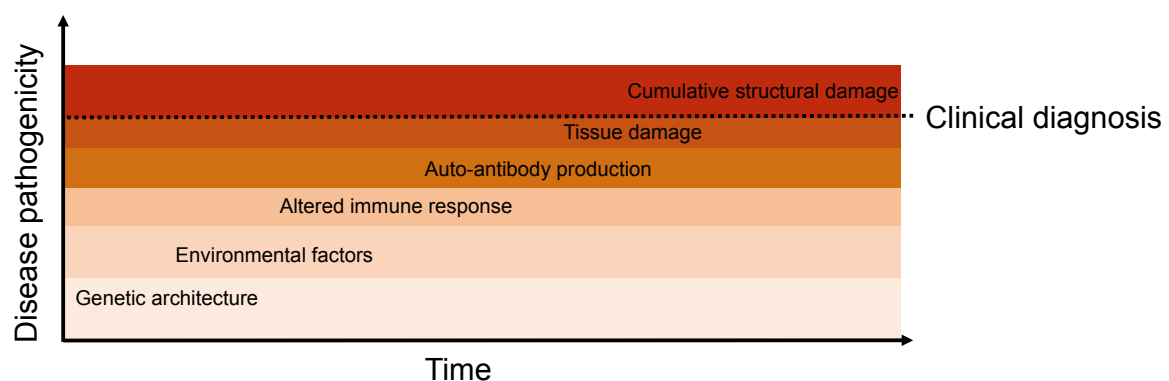 Disease pathogenicity
Cumulative structural damage
Clinical diagnosis
Tissue damage
Auto-antibody production
Altered immune response
Environmental factors
Genetic architecture
Time